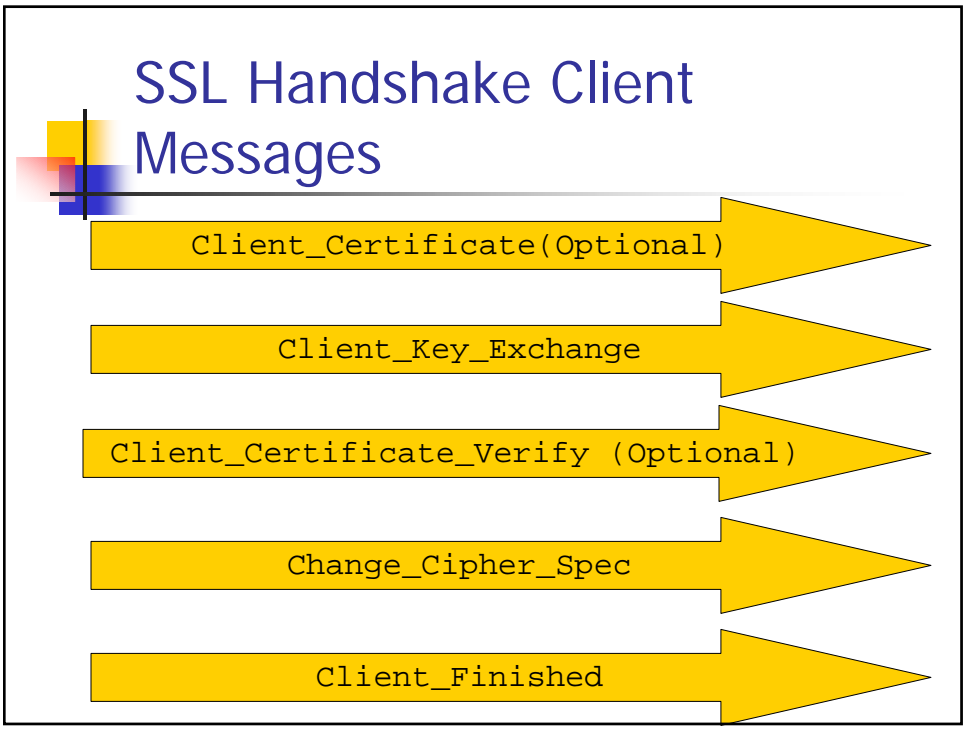 SSL Handshake Client
Messages
Client_Certificate(Optional)
Client_Key_Exchange
Client_Certificate_Verify (Optional)
Change_Cipher_Spec
Client_Finished